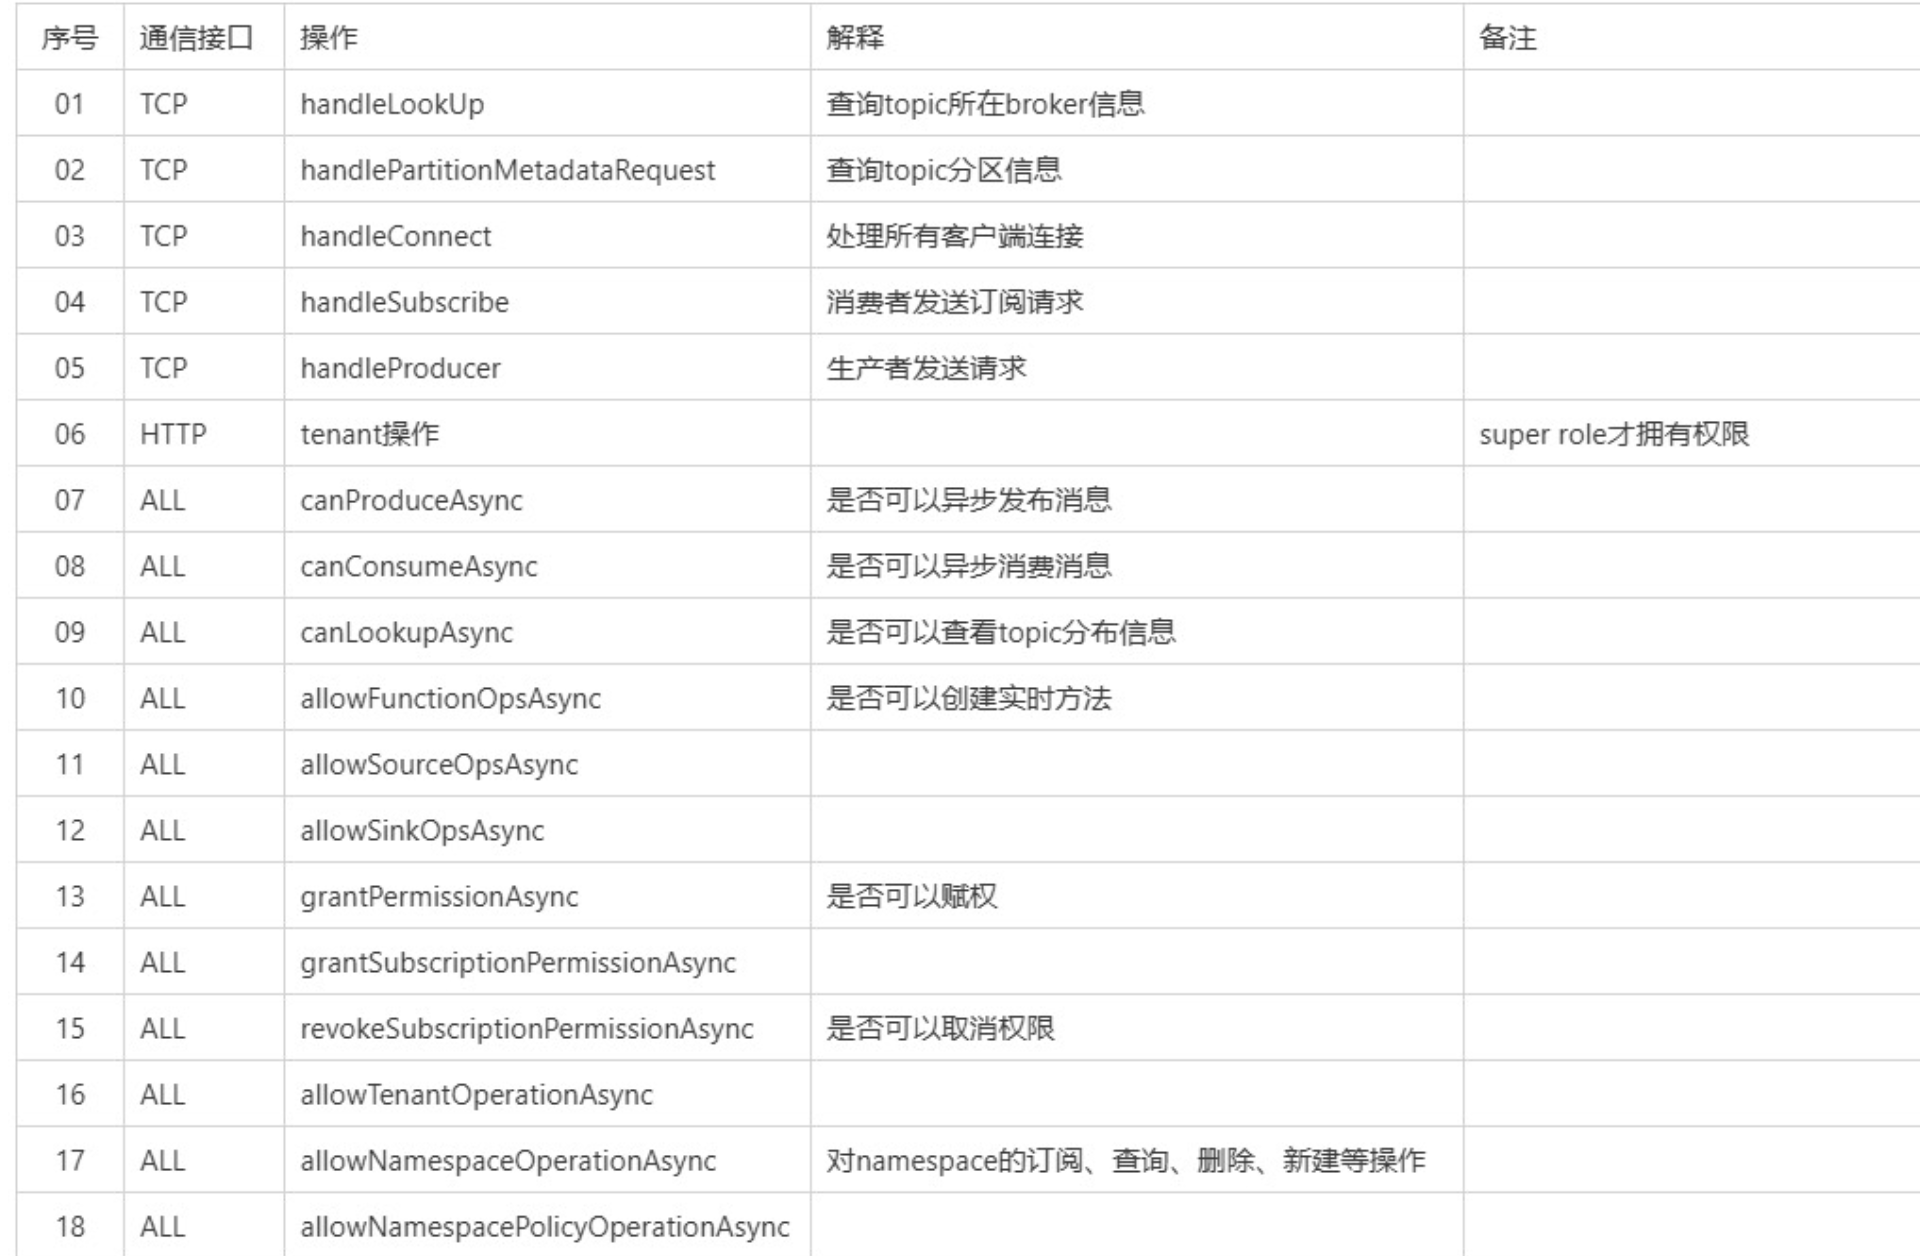 序号 通信接口 操作 解释 备注
01 TCP handleLookUp 查询topic所在broker信息
02 TCP handlePartitionMetadataRequest 查询topic分区信息
03 TCP handleConnect 处理所有客户端连接
04 TCP handleSubscribe 消费者发送订阅请求
05 TCP handleProducer 生产者发送请求
06 HTTP tenant操作 super role才拥有权限
07 ALL canProduceAsync 是否可以异步发布消息
08 ALL canConsumeAsync 是否可以异步消费消息
09 ALL canLookupAsync 是否可以查看topic分布信息
10 ALL allowFunctionOpsAsync 是否可以创建实时方法
11 ALL allowSourceOpsAsync
12 ALL allowSinkOpsAsync
13 ALL grantPermissionAsync 是否可以赋权
14 ALL grantSubscriptionPermissionAsync
15 ALL revokeSubscriptionPermissionAsync 是否可以取消权限
16 ALL allowTenantOperationAsync
17 ALL allowNamespaceOperationAsync 对namespace的订阅、查询、删除、新建等操作
18 ALL allowNamespacePolicyOperationAsync